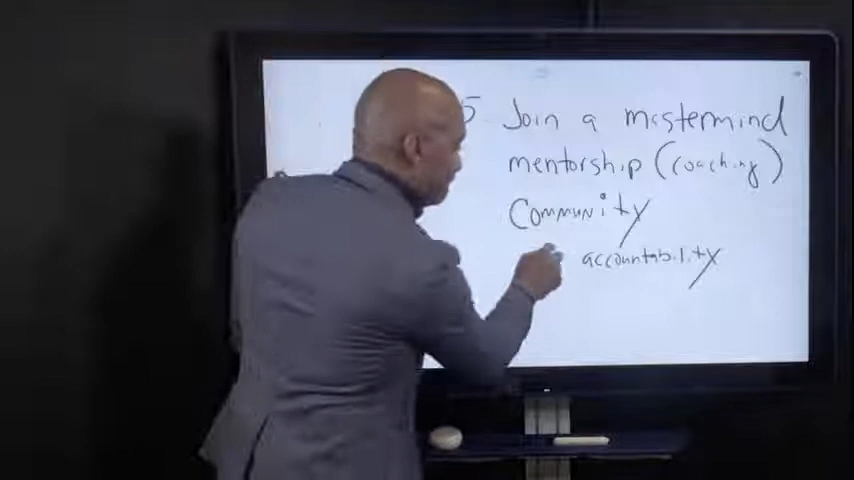 5 Join a mastermind
mentorship (coaching)
Community
accountability